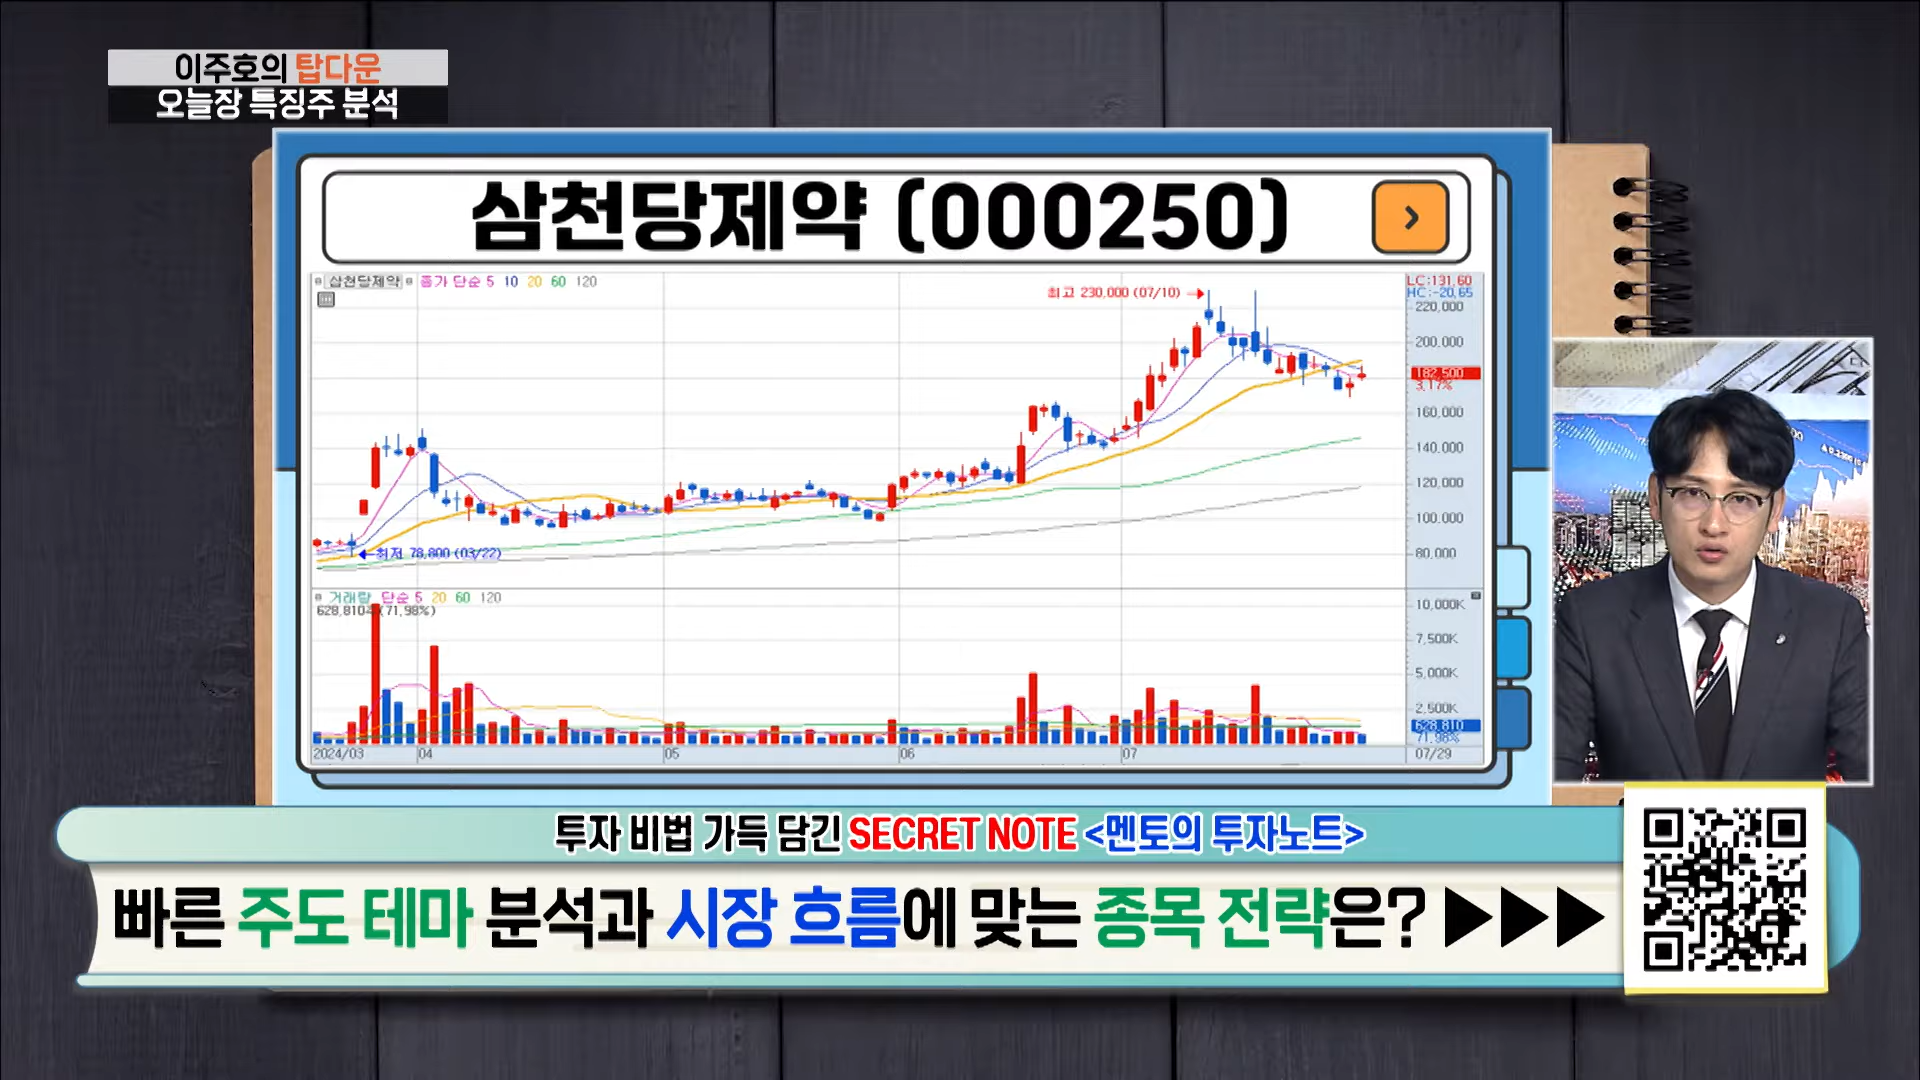 이주호의 탑다운
오늘장 특징주 분석
삼천당제약 (000250)
삼천당제약 종가 단순 5 10 20 60 120
LC:131,60
HC:-20,65
최고 230,000 (07/10)
220,000
200,000
182,500
3,17%
160,000
140,000
120,000
100,000
80,000
최저 78,800 (03/22)
거래량 단순 5 20 60 120
628,810주(71,98%)
10,000K
7,500K
5,000K
2,500K
628,810
71,98%
2024/03 04 05 06 07 07/29
투자 비법 가득 담긴 SECRET NOTE <멘토의 투자노트>
빠른 주도 테마 분석과 시장 흐름에 맞는 종목 전략은? ▶▶▶